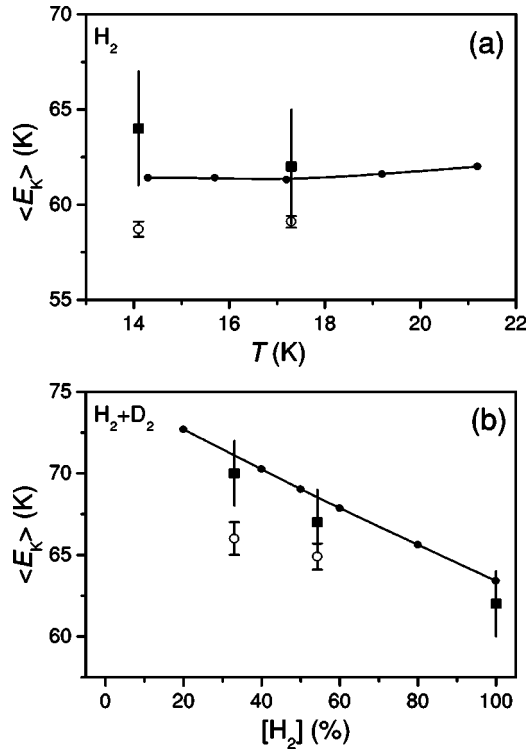 H2
(a)
70
65
60
55
<EK> (K)
14 16 18 20 22
T (K)
H2+D2
(b)
75
70
65
60
<EK> (K)
0 20 40 60 80 100
[H2] (%)